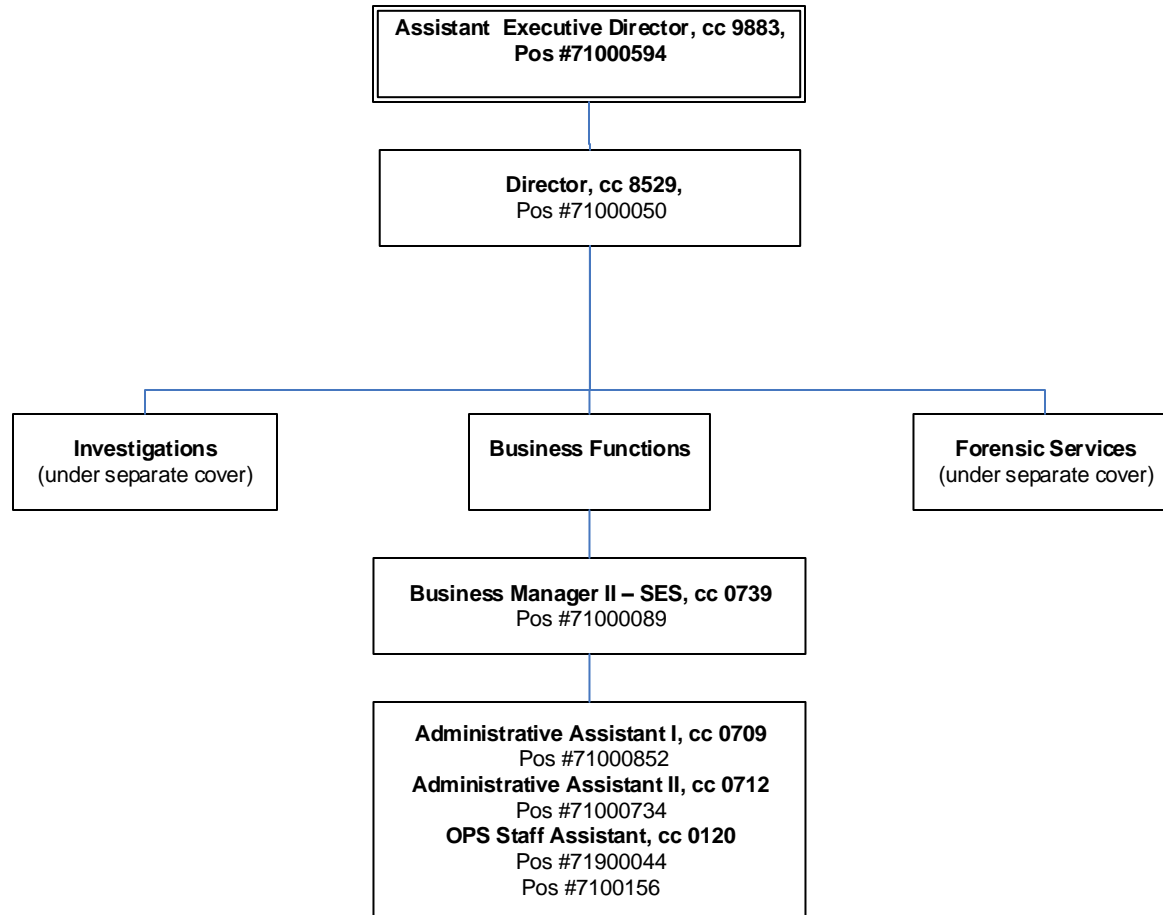 Assistant Executive Director, cc 9883,
Pos #71000594
Director, cc 8529,
Pos #71000050
Investigations
(under separate cover)
Business Functions
Forensic Services
(under separate cover)
Business Manager II – SES, cc 0739
Pos #71000089
Administrative Assistant I, cc 0709
Pos #71000852
Administrative Assistant II, cc 0712
Pos #71000734
OPS Staff Assistant, cc 0120
Pos #71900044
Pos #7100156